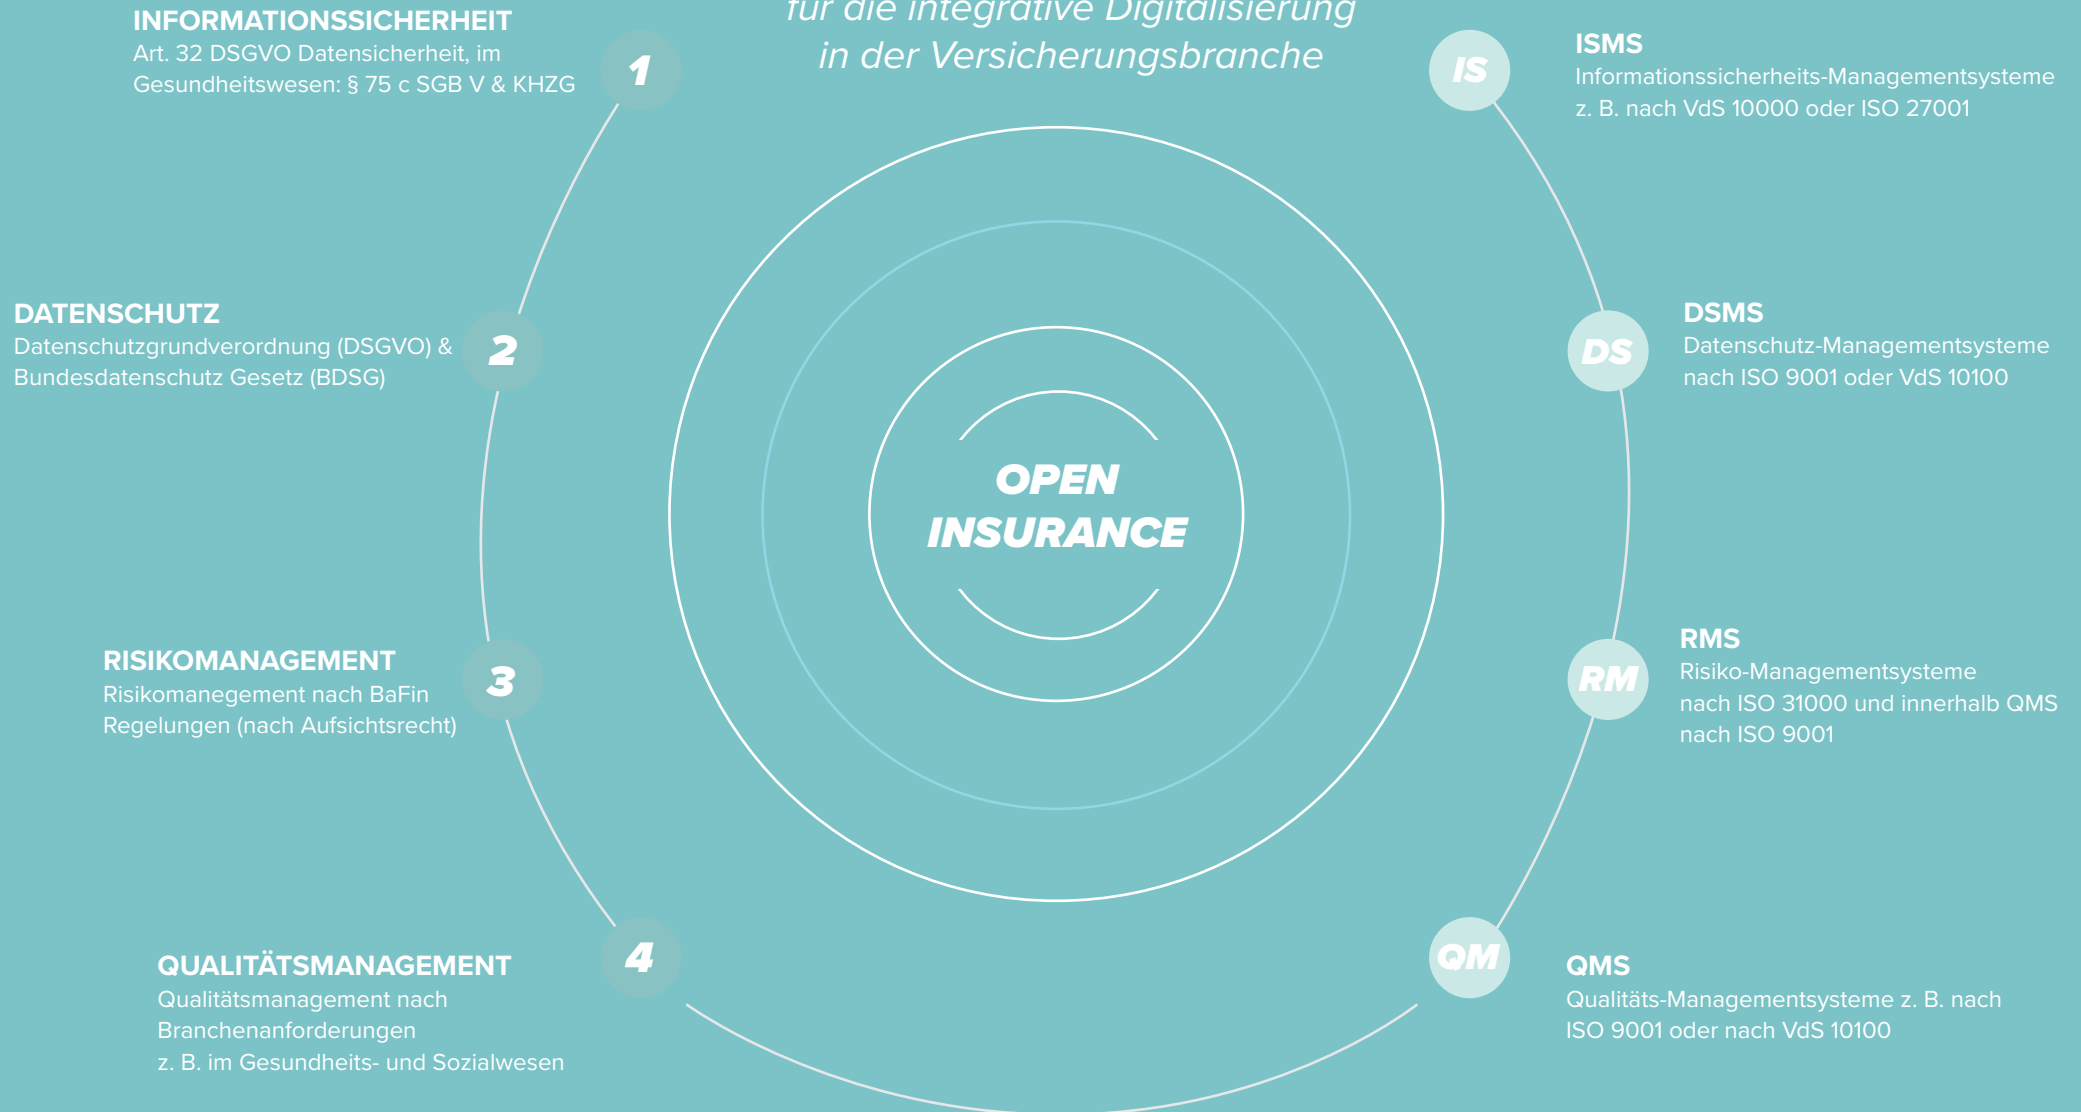 für die integrative Digitalisierung
in der Versicherungsbranche
INFORMATIONSSICHERHEIT
Art. 32 DSGVO Datensicherheit, im
Gesundheitswesen: § 75 c SGB V & KHZG
1
DATENSCHUTZ
Datenschutzgrundverordnung (DSGVO) &
Bundesdatenschutz Gesetz (BDSG)
2
RISIKOMANAGEMENT
Risikomanegement nach BaFin
Regelungen (nach Aufsichtsrecht)
3
QUALITÄTSMANAGEMENT
Qualitätsmanagement nach
Branchenanforderungen
z. B. im Gesundheits- und Sozialwesen
4
OPEN
INSURANCE
IS
ISMS
Informationssicherheits-Managementsysteme
z. B. nach VdS 10000 oder ISO 27001
DS
DSMS
Datenschutz-Managementsysteme
nach ISO 9001 oder VdS 10100
RM
RMS
Risiko-Managementsysteme
nach ISO 31000 und innerhalb QMS
nach ISO 9001
QM
QMS
Qualitäts-Managementsysteme z. B. nach
ISO 9001 oder nach VdS 10100